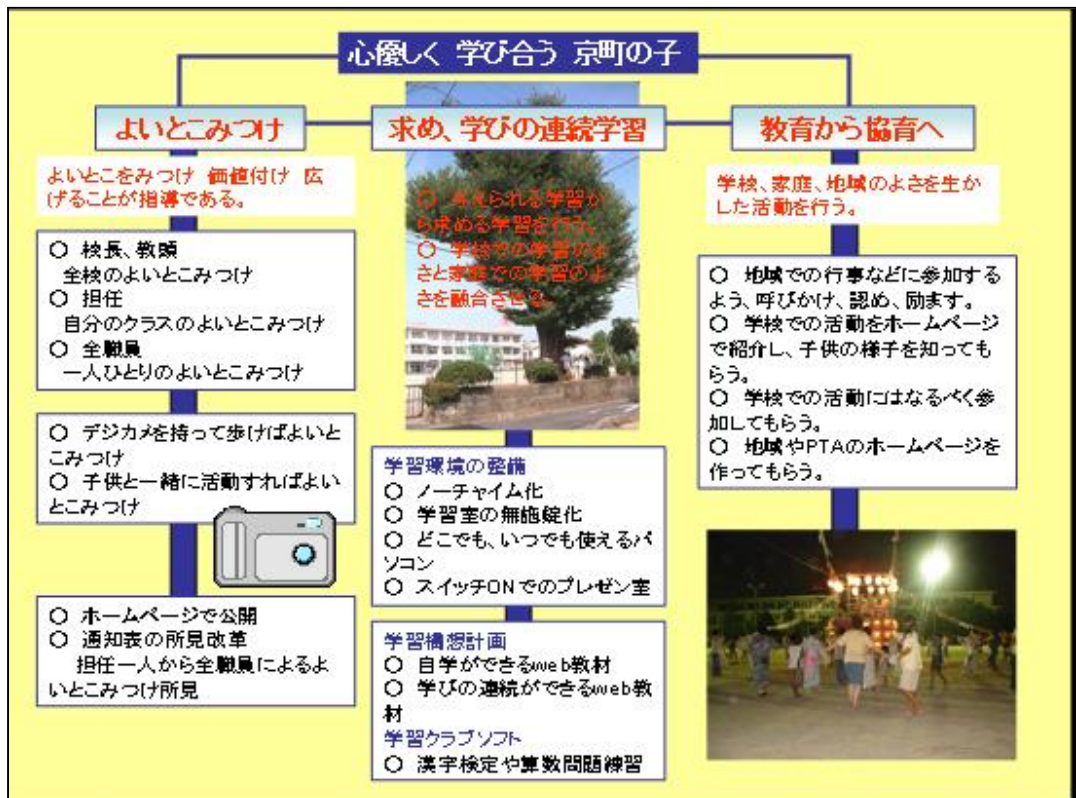 心優しく 学び合う 京町の子
よいとこみつけ
よいとこをみつけ 価値付け 広
げることが指導である。
○ 校長、教頭
全校のよいとこみつけ
○ 担任
自分のクラスのよいとこみつけ
○ 全職員
一人ひとりのよいとこみつけ
○ デジカメを持って歩けばよいと
こみつけ
○ 子供と一緒に活動すればよい
とこみつけ
○ ホームページで公開
○ 通知表の所見改革
担任一人から全職員によるよ
いとこみつけ所見
求め、学びの連続学習
○ 与えられる学習か
ら求める学習を行う。
○ 学校での学習のよ
さと家庭での学習のよ
さを融合させる。
学習環境の整備
○ ノーチャイム化
○ 学習室の無施錠化
○ どこでも、いつでも使えるパ
ソコン
○ スイッチONでのプレゼン室
学習構想計画
○ 自学ができるweb教材
○ 学びの連続ができるweb教
材
学習クラブソフト
○ 漢字検定や算数問題練習
教育から協育へ
学校、家庭、地域のよさを生か
した活動を行う。
○ 地域での行事などに参加する
よう、呼びかけ、認め、励ます。
○ 学校での活動をホームページ
で紹介し、子供の様子を知っても
らう。
○ 学校での活動にはなるべく参
加してもらう。
○ 地域やPTAのホームページを
作ってもらう。